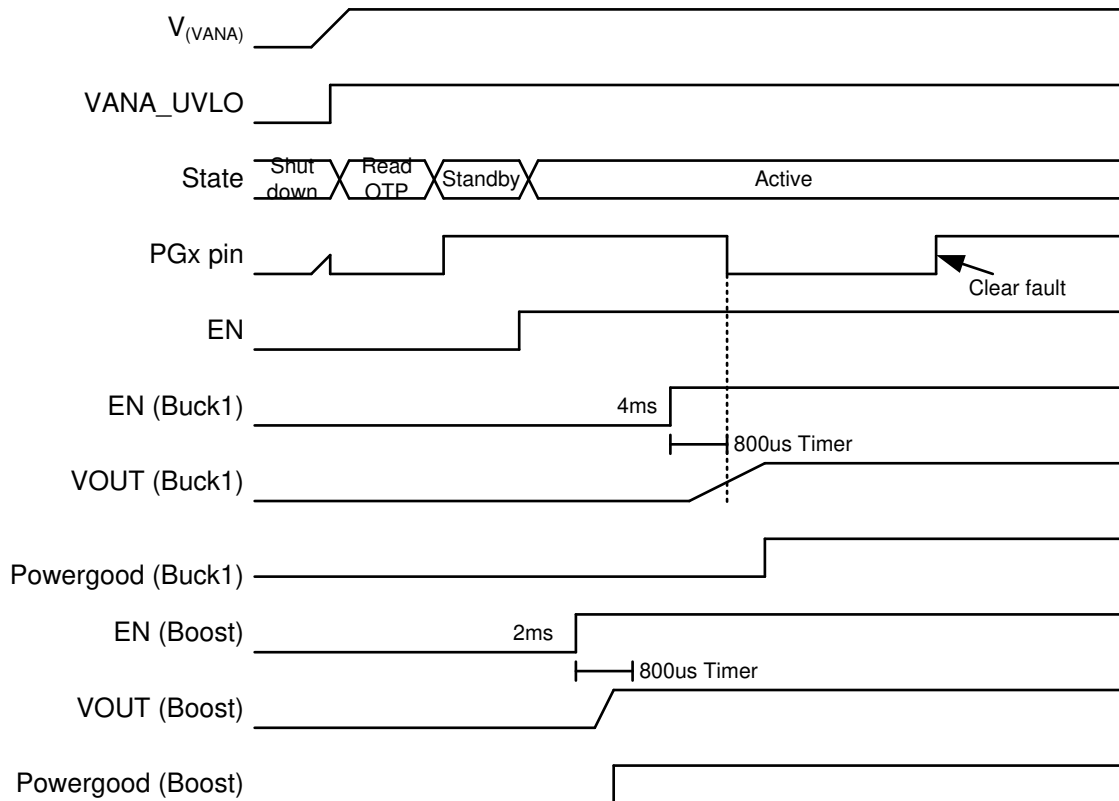 V(VANA)
VANA_UVLO
State
Shut
down
Read
OTP
Standby
Active
PGx pin
Clear fault
EN
EN (Buck1)
4ms
800us Timer
VOUT (Buck1)
Powergood (Buck1)
EN (Boost)
2ms
800us Timer
VOUT (Boost)
Powergood (Boost)